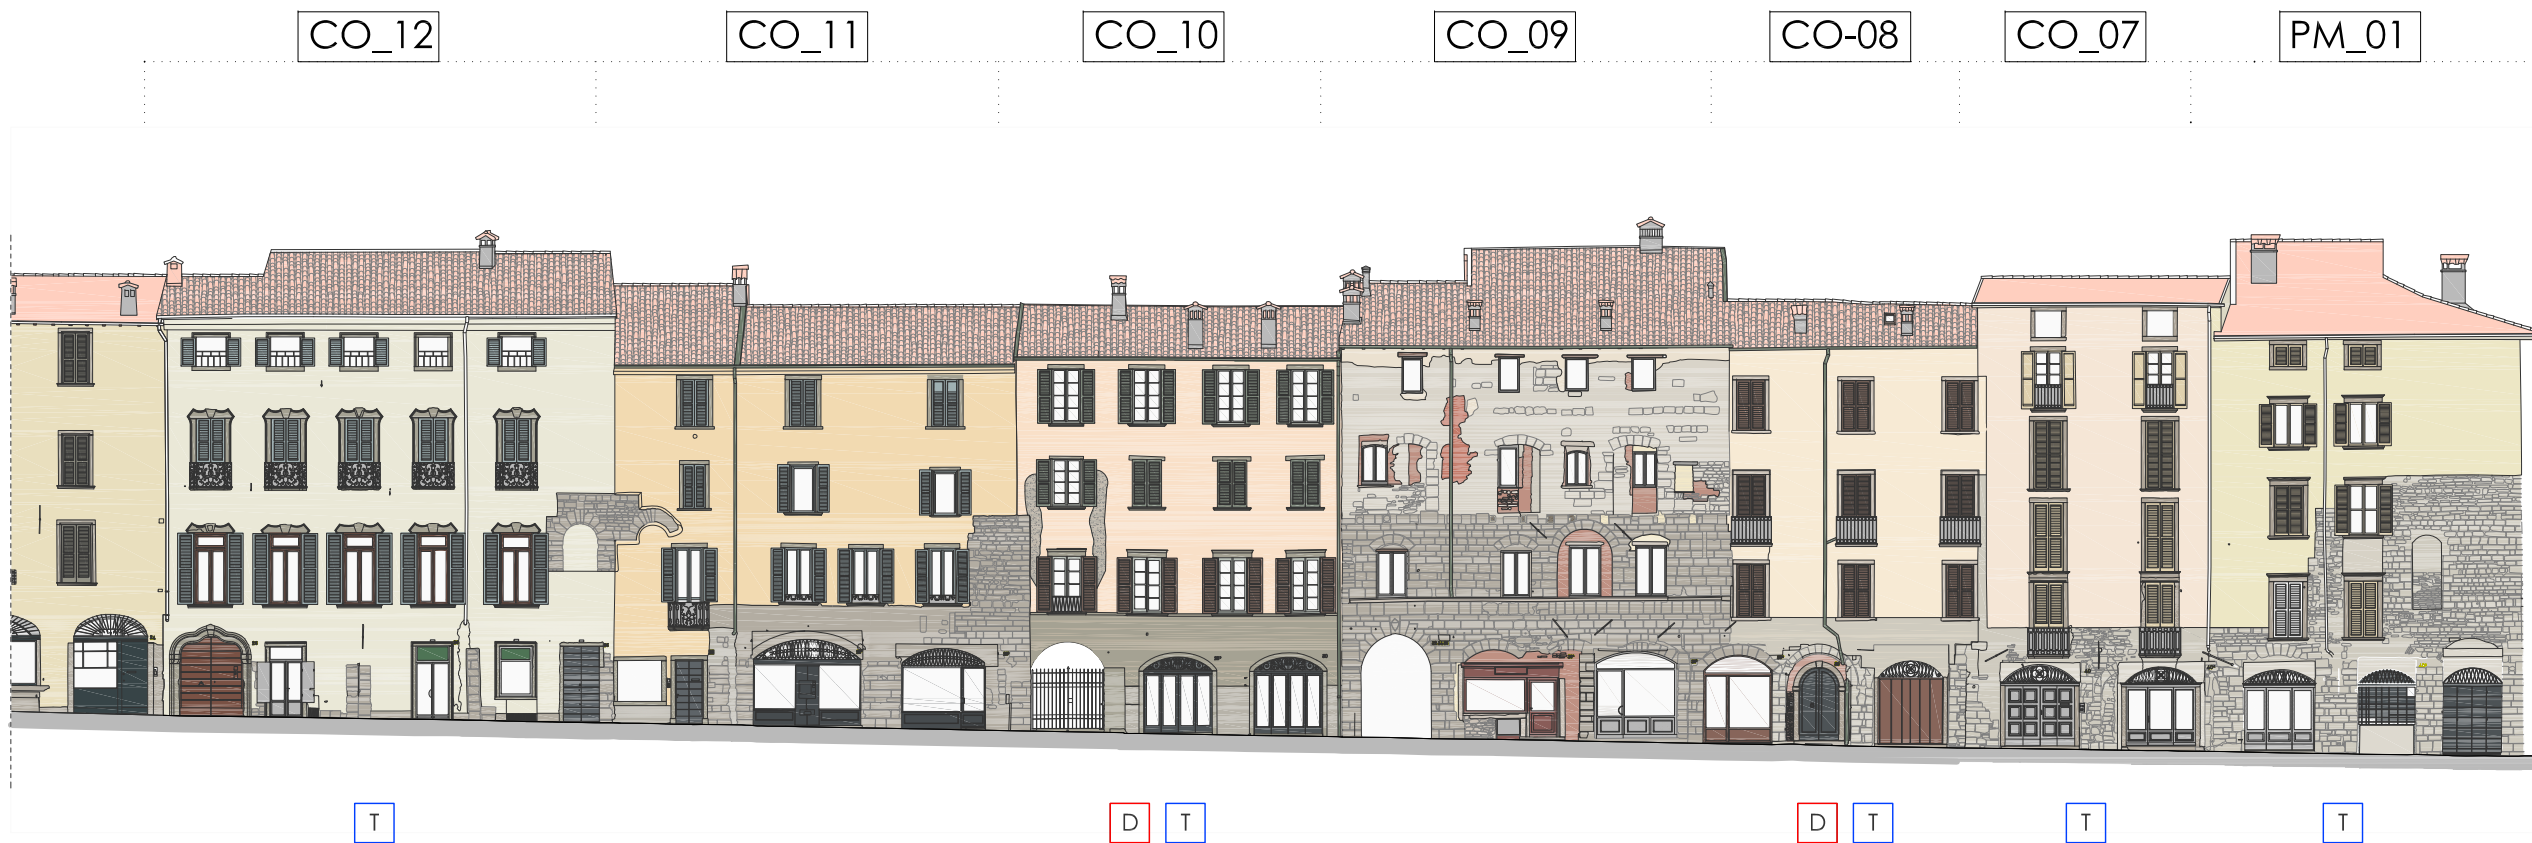 CO_12 CO_11 CO_10 CO_09 CO-08 CO_07 PM_01
T D T D T T T